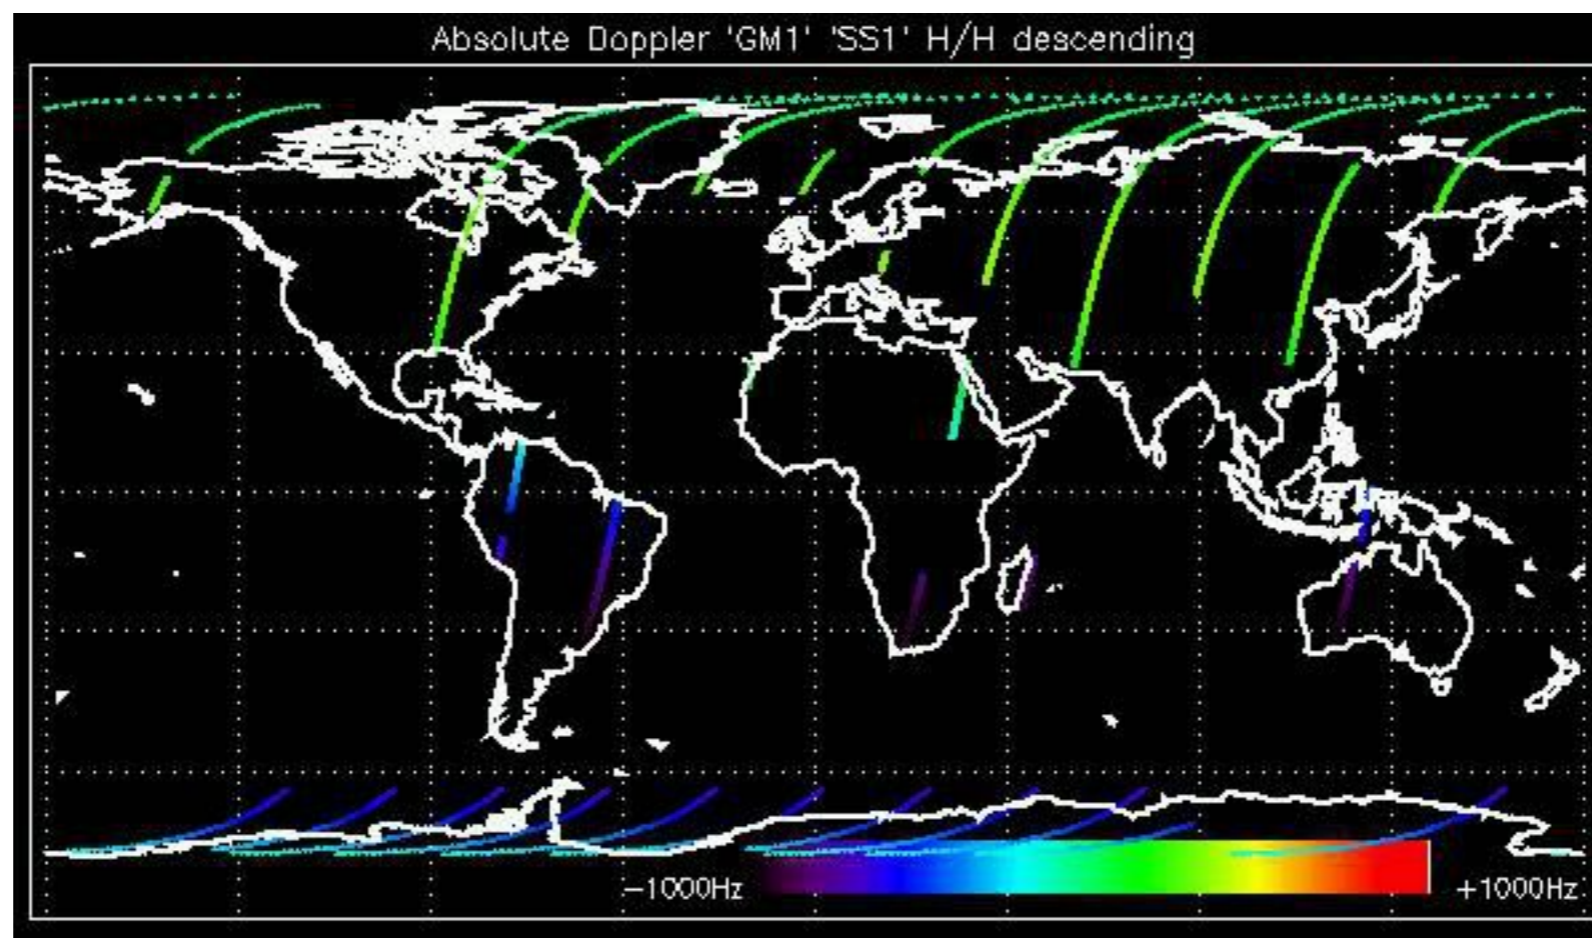 Absolute Doppler 'GM1' 'SS1' H/H descending
−1000Hz
+1000Hz